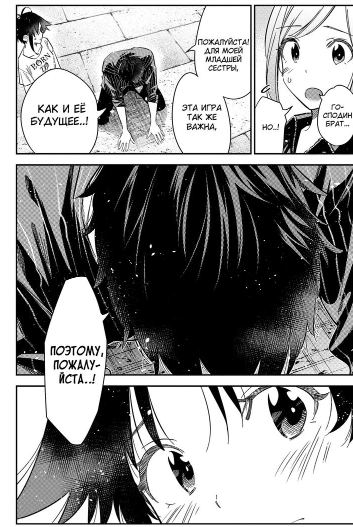 ГО-
СПОДИН
БРАТ...
НО..!
ПОЖАЛУЙСТА!
ДЛЯ МОЕЙ
МЛАДШЕЙ
СЕСТРЫ,
ЭТА ИГРА
ТАК ЖЕ
ВАЖНА,
КАК И ЕЁ
БУДУЩЕЕ..!
ПОЭТОМУ,
ПОЖАЛУ-
ЙСТА..!